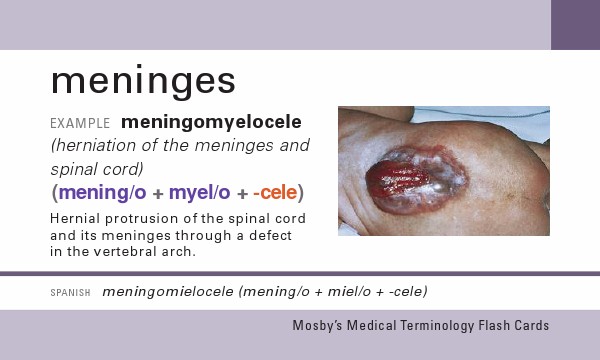 meninges
EXAMPLE meningomyelocele
(herniation of the meninges and
spinal cord)
(mening/o + myel/o + -cele)
Hernial protrusion of the spinal cord
and its meninges through a defect
in the vertebral arch.
SPANISH meningomielocele (mening/o + miel/o + -cele)
Mosby's Medical Terminology Flash Cards